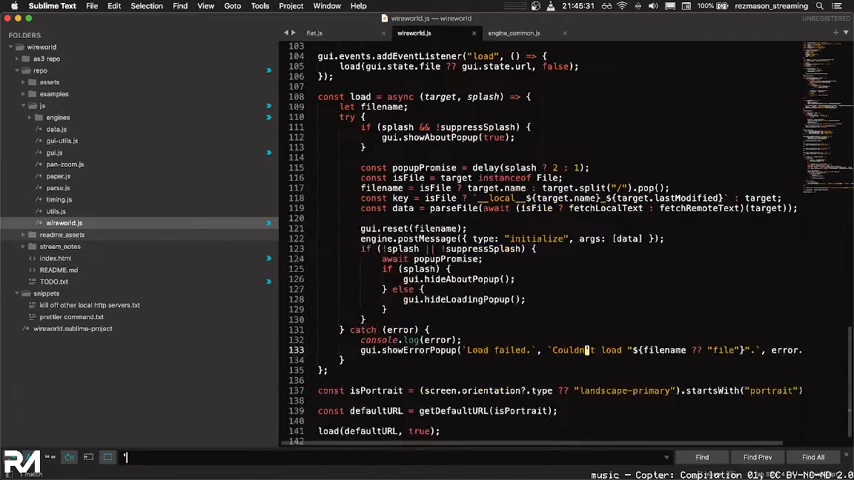 Sublime Text File Edit Selection Find View Goto Tools Project Window Help 100% 21:45:31 rezmason_streaming
wireworld.js — wireworld UNREGISTERED
FOLDERS
wireworld
as3 repo
repo
assets
examples
js
engines
data.js
gui-utils.js
gui.js
pan-zoom.js
paper.js
parse.js
timing.js
utils.js
wireworld.js
readme_assets
stream_notes
index.html
README.md
TODO.txt
snippets
kill off other local http servers.txt
prettier command.txt
wireworld.sublime-project
flat.js wireworld.js engine_common.js
103
104 gui.events.addEventListener("load", () => {
105 load(gui.state.file ?? gui.state.url, false);
106 });
107
108 const load = async (target, splash) => {
109 let filename;
110 try {
111 if (splash && !suppressSplash) {
112 gui.showAboutPopup(true);
113 }
114
115 const popupPromise = delay(splash ? 2 : 1);
116 const isFile = target instanceof File;
117 filename = isFile ? target.name : target.split("/").pop();
118 const key = isFile ? `__local__${target.name}_${target.lastModified}` : target;
119 const data = parseFile(await (isFile ? fetchLocalText : fetchRemoteText)(target));
120
121 gui.reset(filename);
122 engine.postMessage({ type: "initialize", args: [data] });
123 if (!splash || !suppressSplash) {
124 await popupPromise;
125 if (splash) {
126 gui.hideAboutPopup();
127 } else {
128 gui.hideLoadingPopup();
129 }
130 }
131 } catch (error) {
132 console.log(error);
133 gui.showErrorPopup(`Load failed.`, `Couldn't load "${filename ?? "file"}".`, error.
134 }
135 };
136
137 const isPortrait = (screen.orientation?.type ?? "landscape-primary").startsWith("portrait")
138
139 const defaultURL = getDefaultURL(isPortrait);
140
141 load(defaultURL, true);
142
' Find Find Prev Find All
RM
1 match
music - Copter: Compilation 01, CC BY-NC-ND 2.0